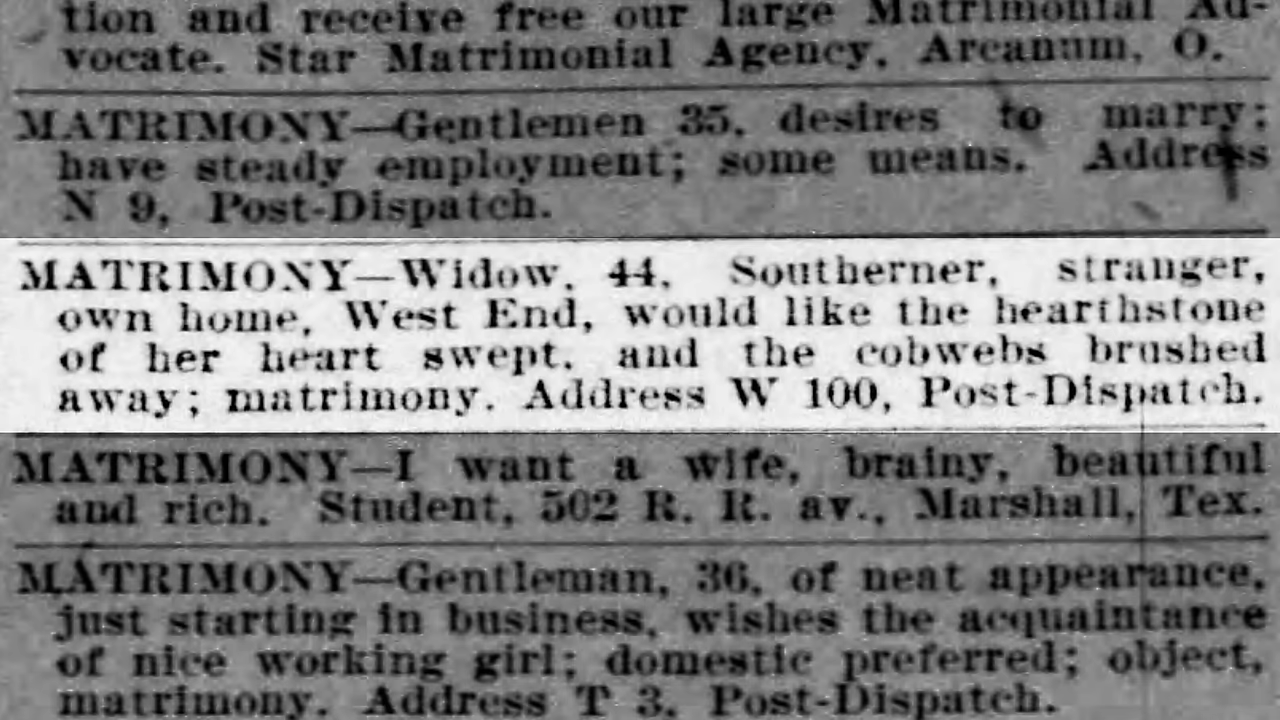 tion and receive free our large Matrimonial Ad-
vocate. Star Matrimonial Agency, Arcanum, O.
MATRIMONY—Gentlemen 35, desires to marry;
have steady employment; some means. Address
N 9, Post-Dispatch.
MATRIMONY—Widow, 44, Southerner, stranger,
own home, West End, would like the hearthstone
of her heart swept, and the cobwebs brushed
away; matrimony. Address W 100, Post-Dispatch.
MATRIMONY—I want a wife, brainy, beautiful
and rich. Student, 502 R. R. av., Marshall, Tex.
MATRIMONY—Gentleman, 36, of neat appearance,
just starting in business, wishes the acquaintance
of nice working girl; domestic preferred; object,
matrimony. Address T 3, Post-Dispatch.